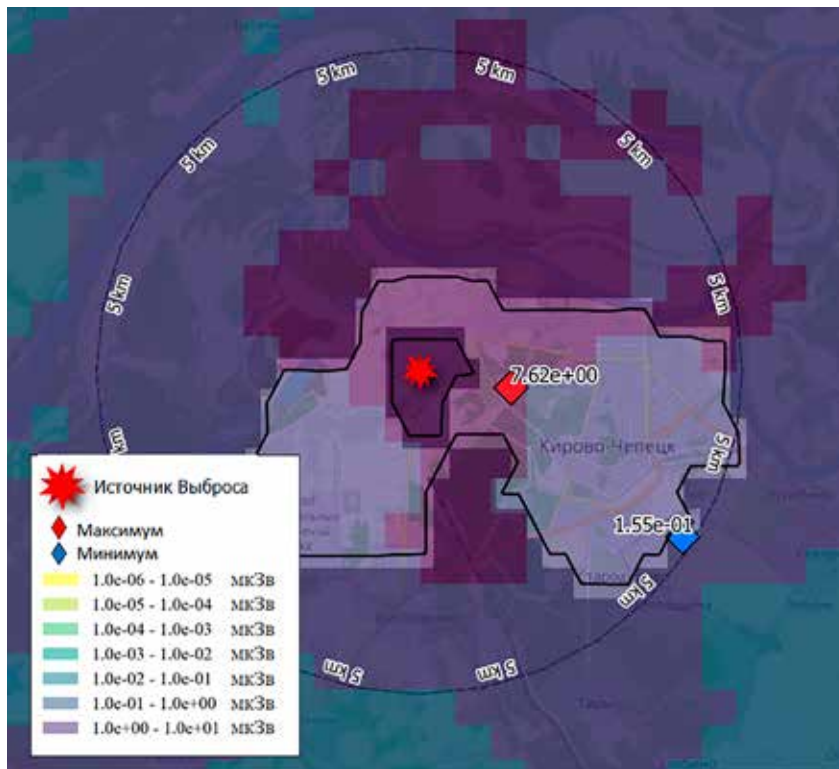 5 km
5 km
5 km
5 km
5 km
5 km
7.62e+00
Кирово-Чепецк
km
5 km
1.55e-01
5 km
5 km
5 km
Источник Выброса
Максимум
Минимум
1.0e-06 - 1.0e-05 мкЗв
1.0e-05 - 1.0e-04 мкЗв
1.0e-04 - 1.0e-03 мкЗв
1.0e-03 - 1.0e-02 мкЗв
1.0e-02 - 1.0e-01 мкЗв
1.0e-01 - 1.0e+00 мкЗв
1.0e+00 - 1.0e+01 мкЗв